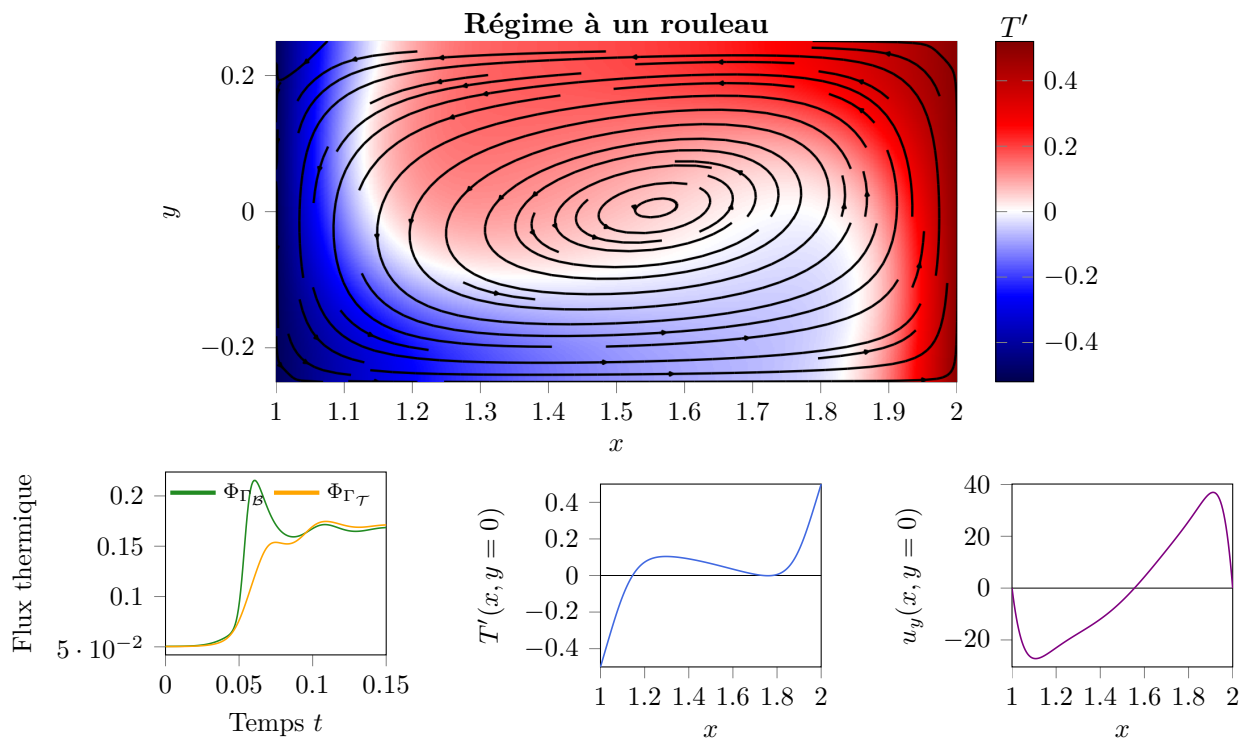 Régime à un rouleau
T′
0.2
0
−0.2
y
1 1.1 1.2 1.3 1.4 1.5 1.6 1.7 1.8 1.9 2
x
0.4
0.2
0
−0.2
−0.4
Flux thermique
0.2
0.15
0.1
5 · 10⁻²
Φ_Γ_ℬ Φ_Γ_𝒯
0 0.05 0.1 0.15
Temps t
T′(x, y = 0)
0.4
0.2
0
−0.2
−0.4
1 1.2 1.4 1.6 1.8 2
x
u_y(x, y = 0)
40
20
0
−20
1 1.2 1.4 1.6 1.8 2
x